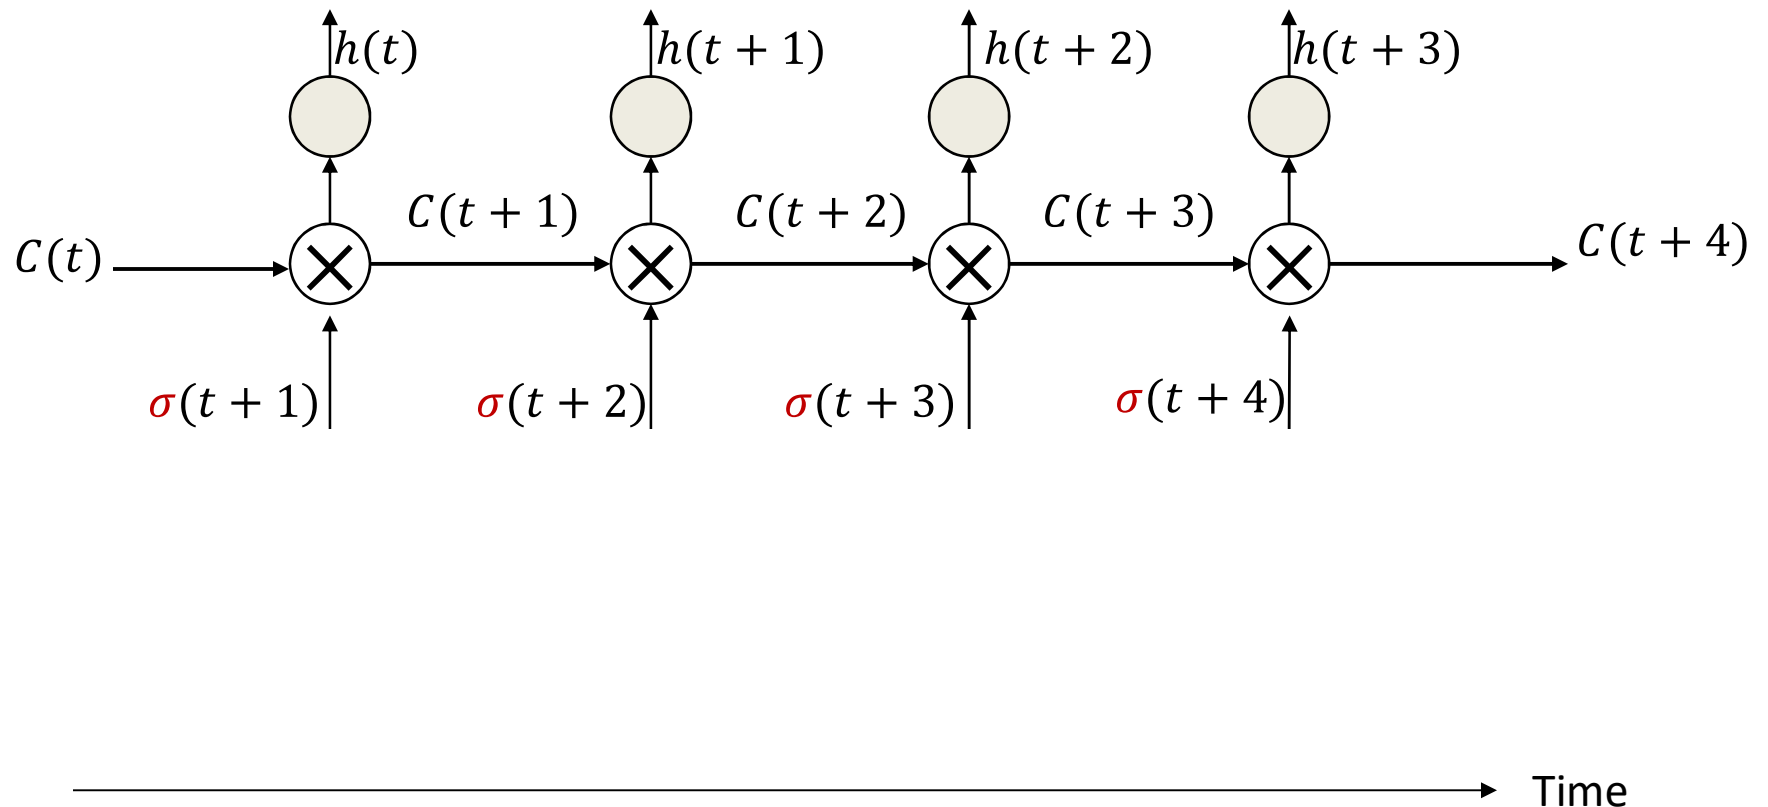 h(t) h(t + 1) h(t + 2) h(t + 3)
C(t) C(t + 1) C(t + 2) C(t + 3) C(t + 4)
σ(t + 1) σ(t + 2) σ(t + 3) σ(t + 4)
Time